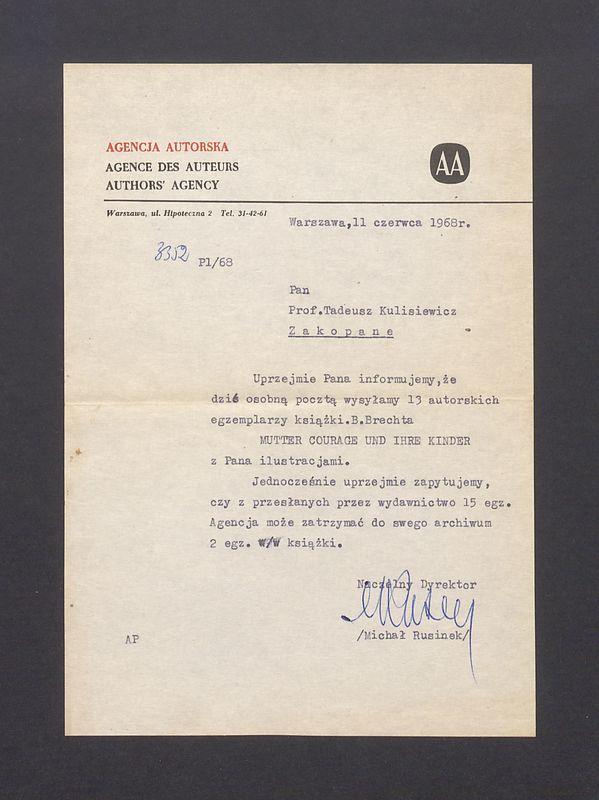 AGENCJA AUTORSKA
AGENCE DES AUTEURS
AUTHORS' AGENCY
AA
Warszawa, ul. Hipoteczna 2 Tel. 31-42-61
Warszawa,11 czerwca 1968r.
3352 Pl/68
Pan
Prof.Tadeusz Kulisiewicz
Zakopane
Uprzejmie Pana informujemy,że
dziś osobną pocztą wysyłamy 13 autorskich
egzemplarzy książki.B.Brechta
MUTTER COURAGE UND IHRE KINDER
z Pana ilustracjami.
Jednocześnie uprzejmie zapytujemy,
czy z przesłanych przez wydawnictwo 15 egz.
Agencja może zatrzymać do swego archiwum
2 egz. w/w książki.
Naczelny Dyrektor
/Michał Rusinek/
AP